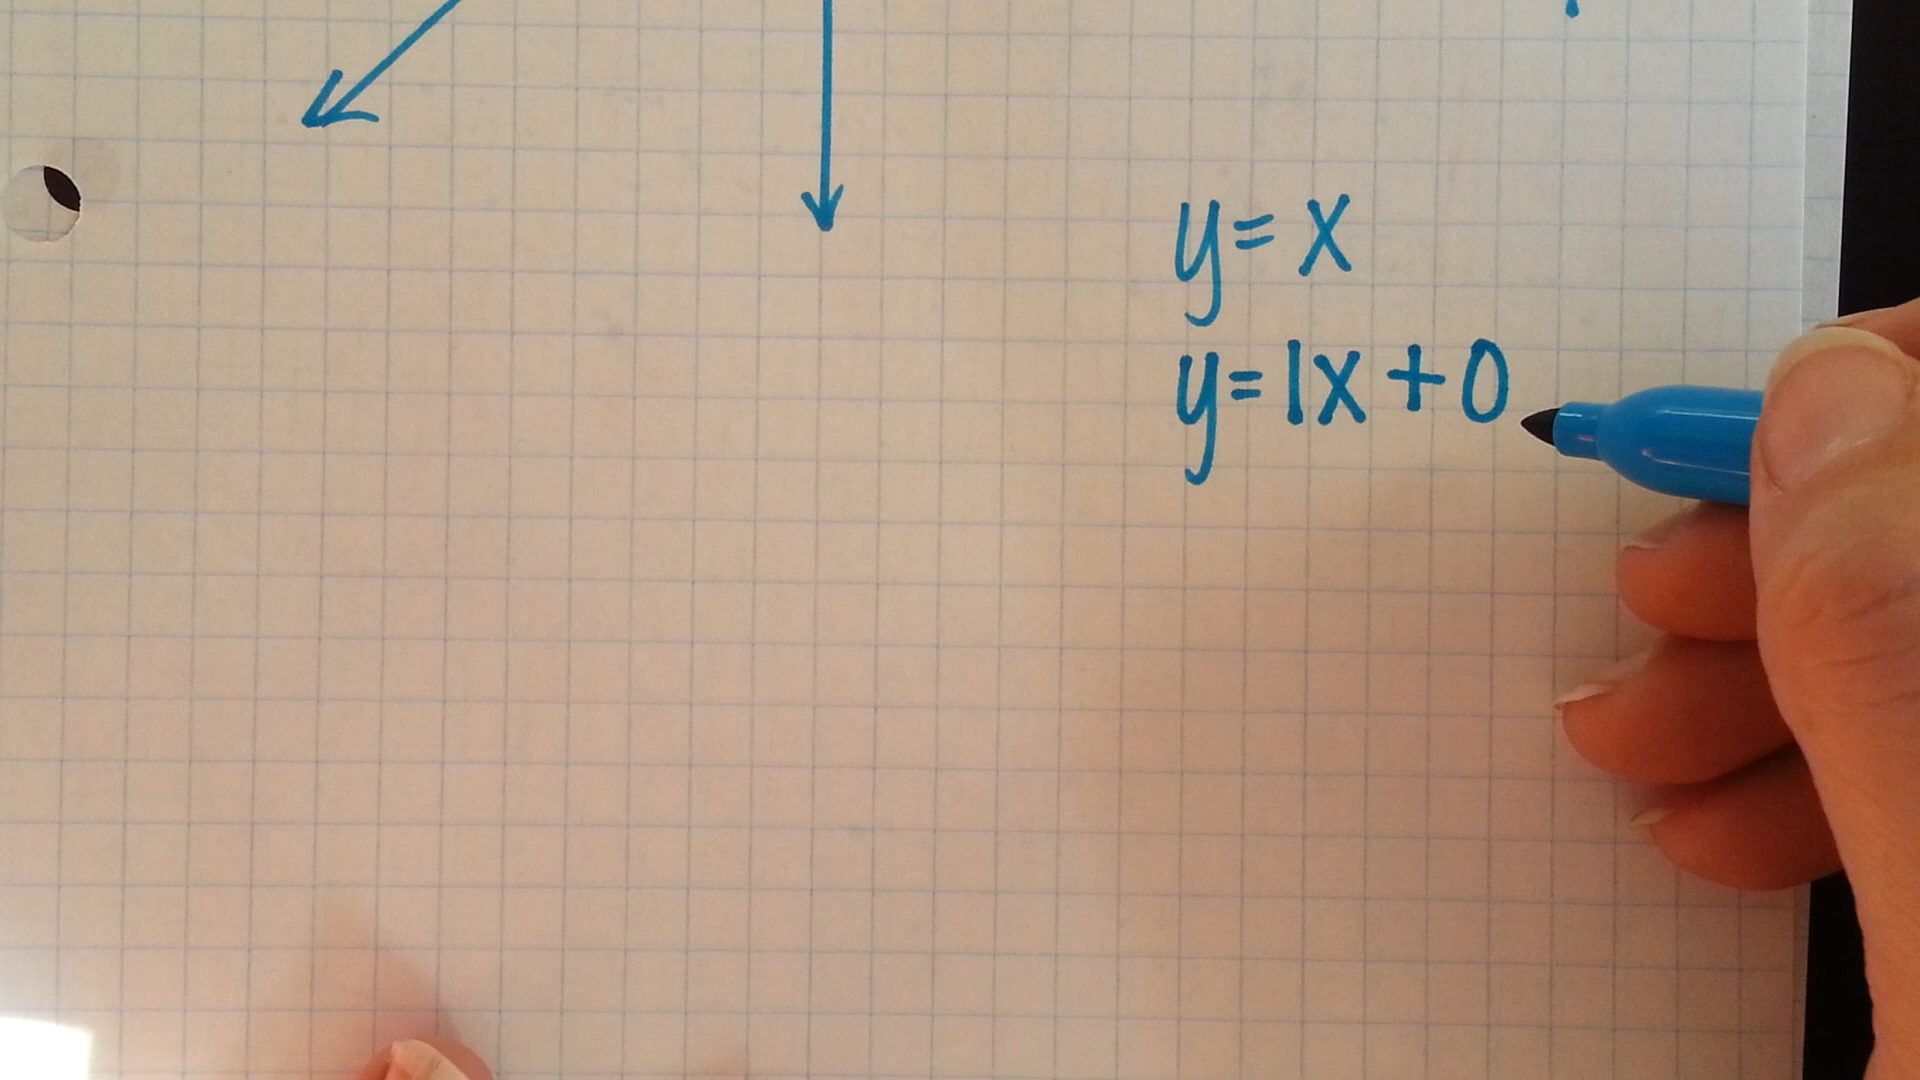 y = x
y = 1x + 0